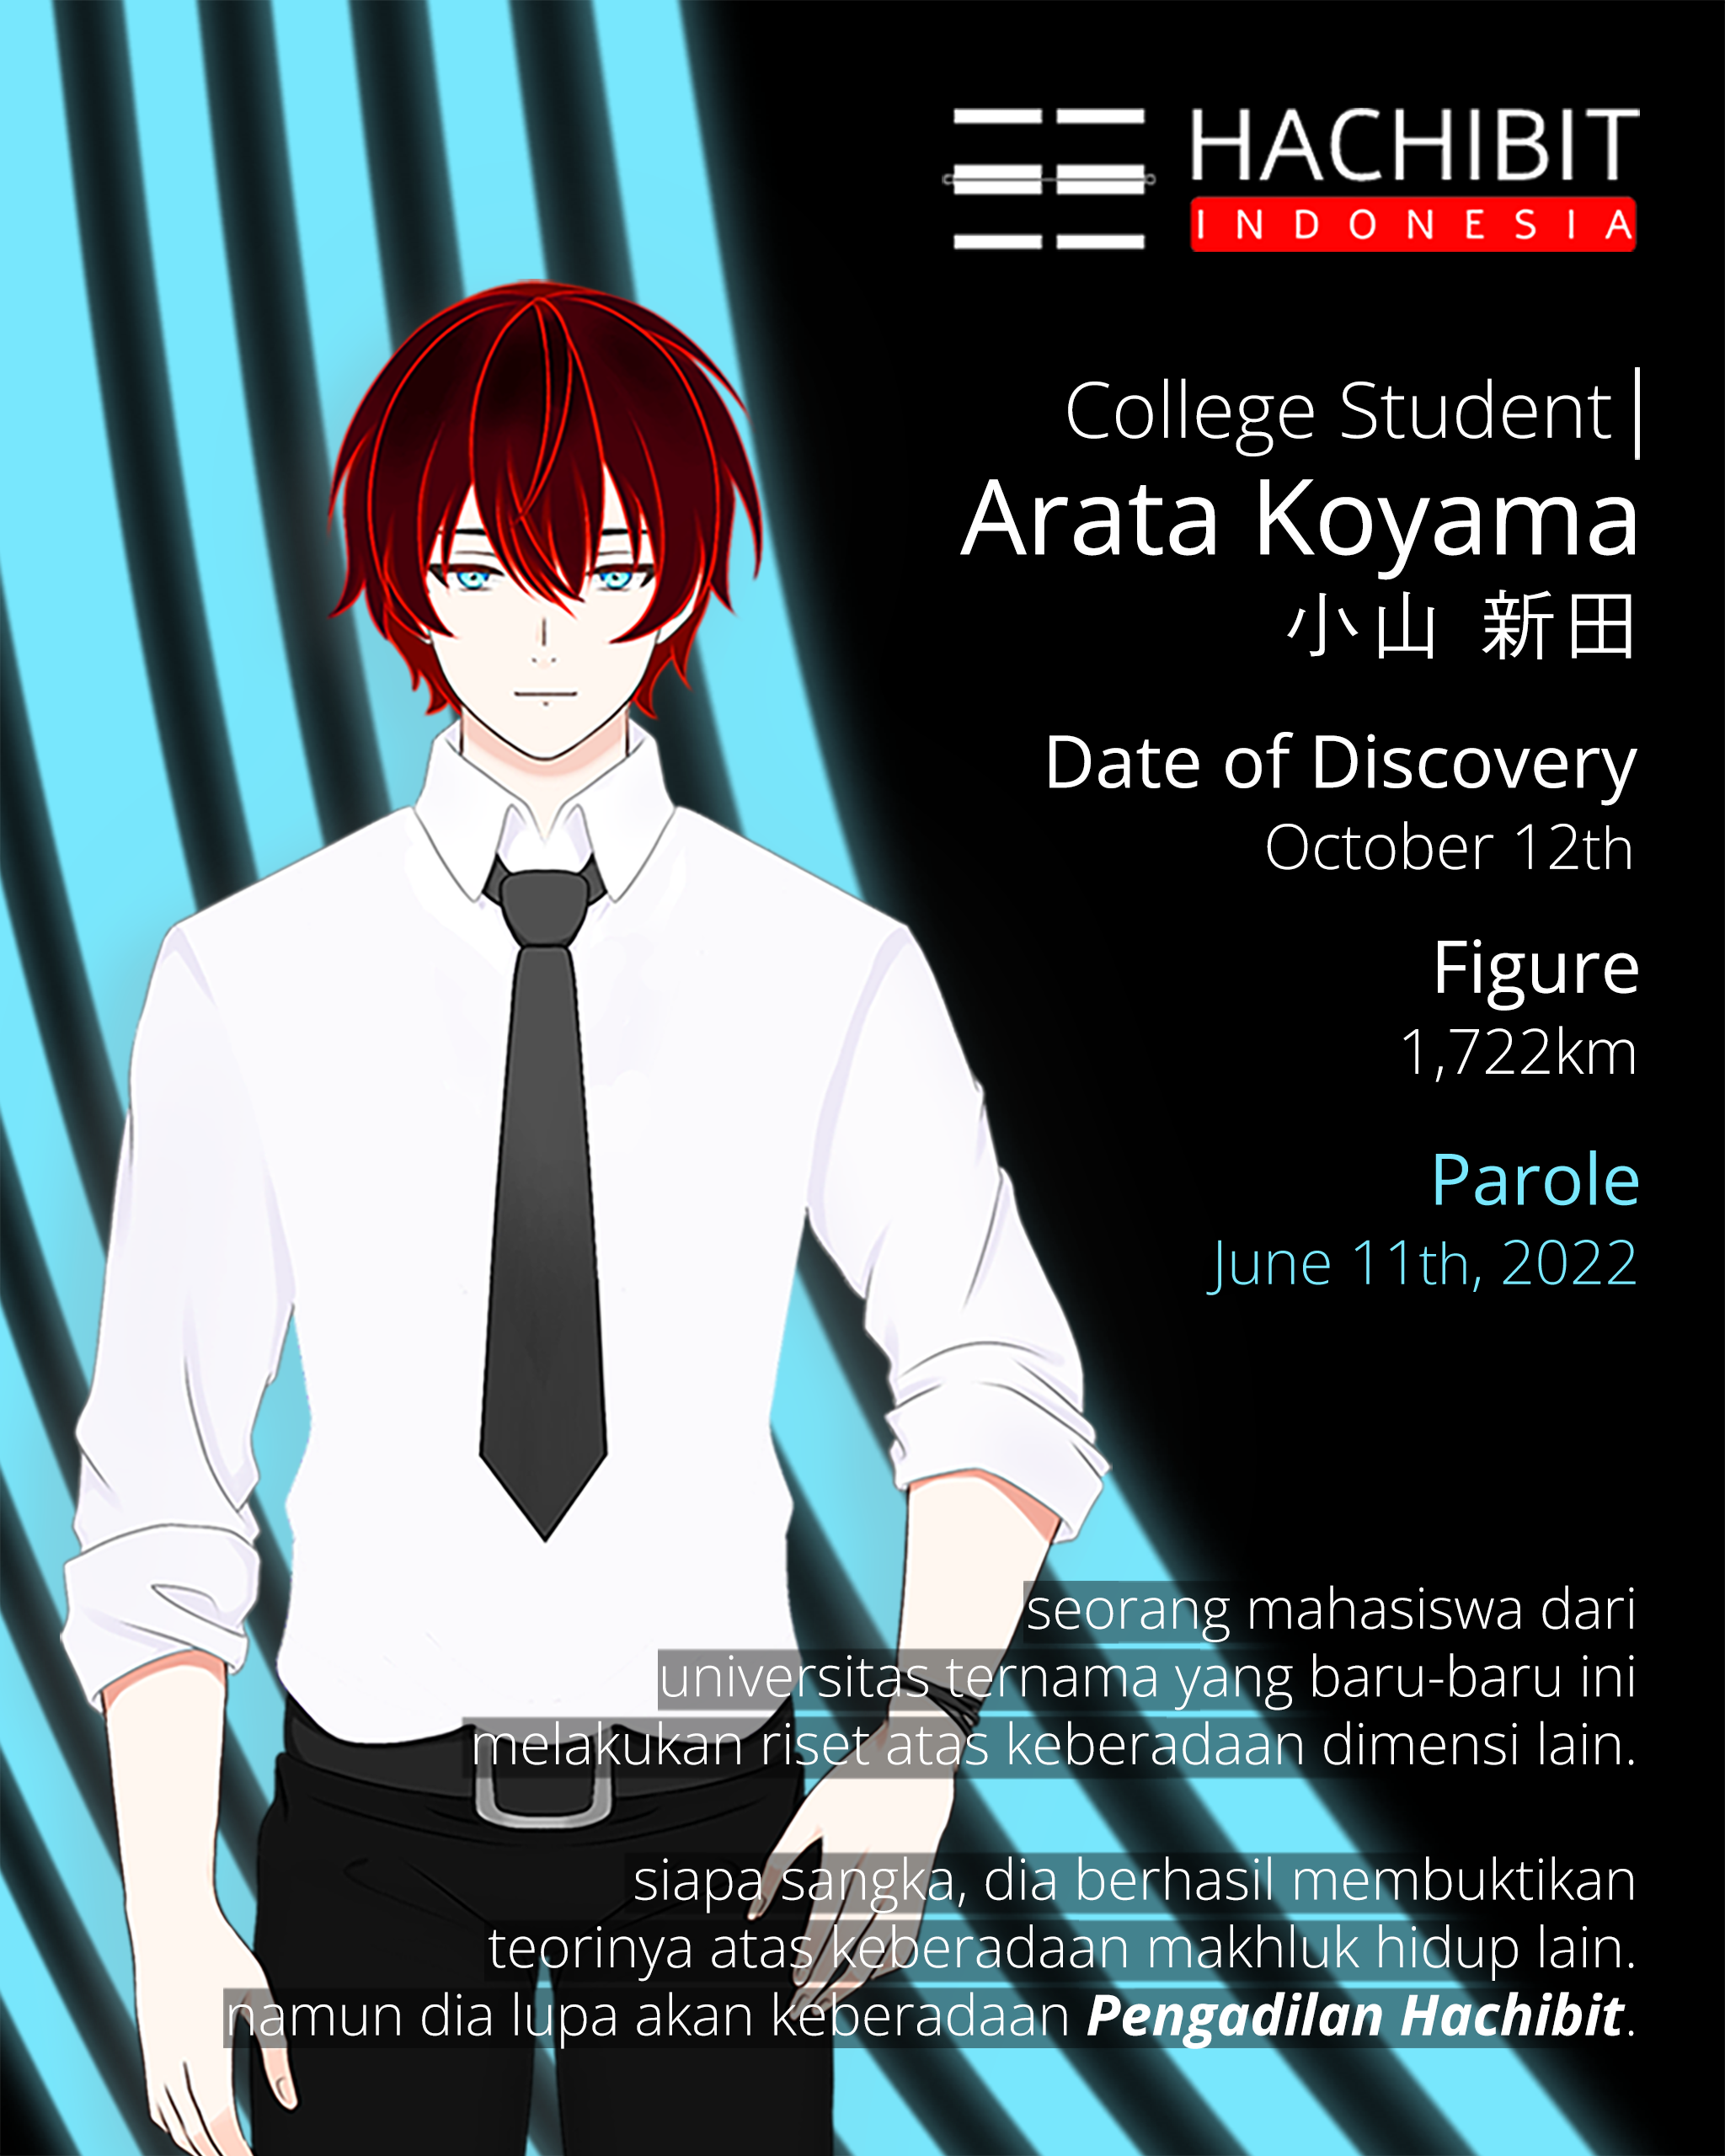 HACHIBIT
INDONESIA
College Student|
Arata Koyama
小山 新田
Date of Discovery
October 12th
Figure
1,722km
Parole
June 11th, 2022
seorang mahasiswa dari
universitas ternama yang baru-baru ini
melakukan riset atas keberadaan dimensi lain.
siapa sangka, dia berhasil membuktikan
teorinya atas keberadaan makhluk hidup lain.
namun dia lupa akan keberadaan Pengadilan Hachibit.